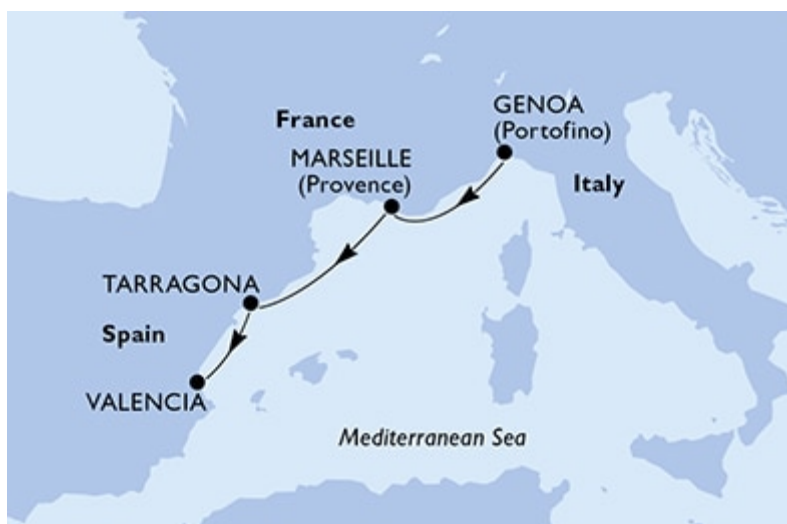 GENOA
(Portofino)
France
MARSEILLE
(Provence)
Italy
TARRAGONA
Spain
VALENCIA
Mediterranean Sea